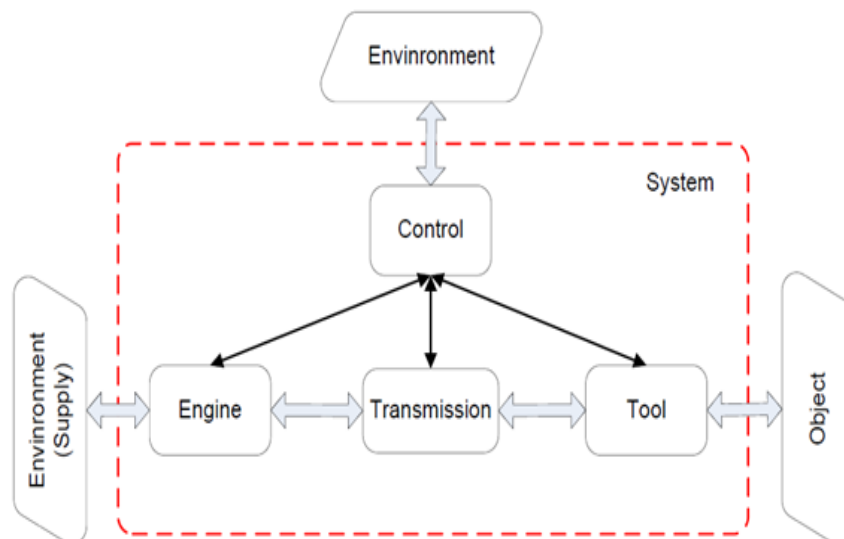 Envinronment
System
Control
Envinronment
(Supply)
Engine
Transmission
Tool
Object